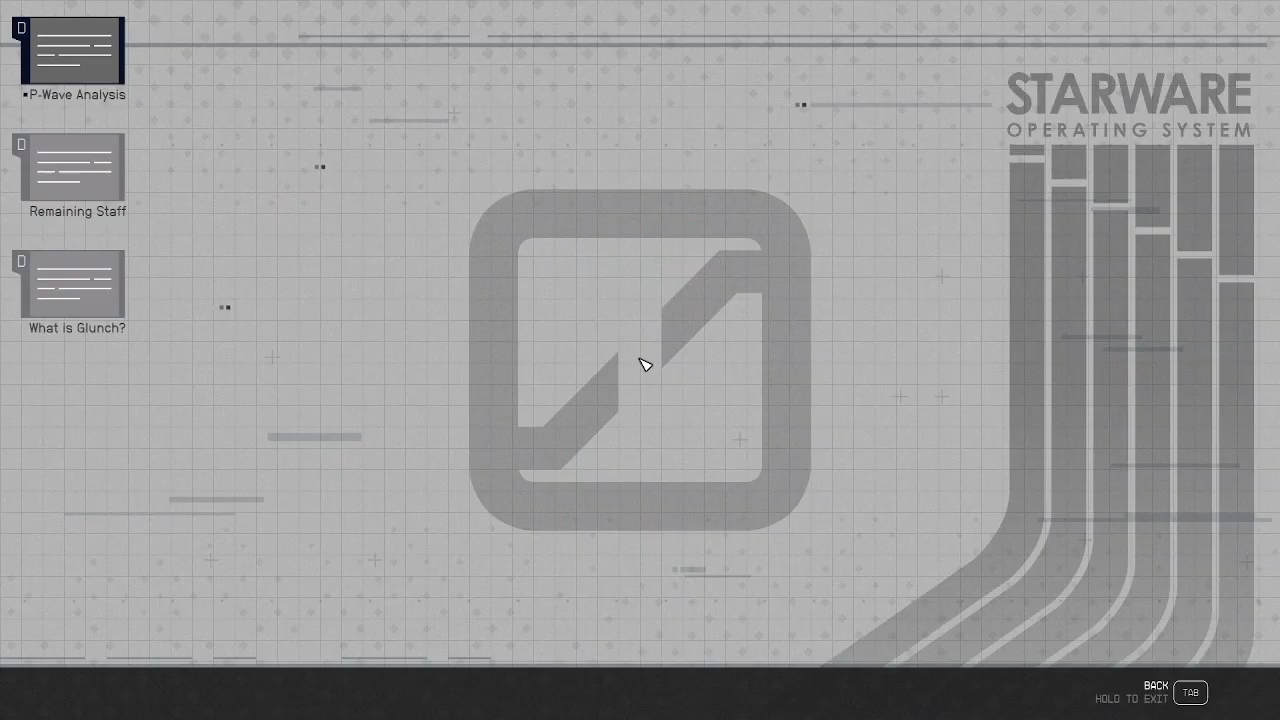 D
P-Wave Analysis
D
Remaining Staff
D
What is Glunch?
STARWARE
OPERATING SYSTEM
BACK
HOLD TO EXIT
TAB